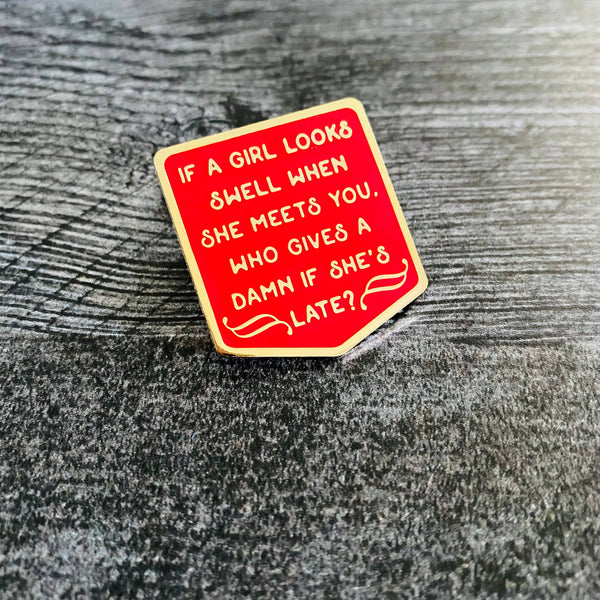 IF A GIRL LOOKS
SWELL WHEN
SHE MEETS YOU,
WHO GIVES A
DAMN IF SHE'S
LATE?